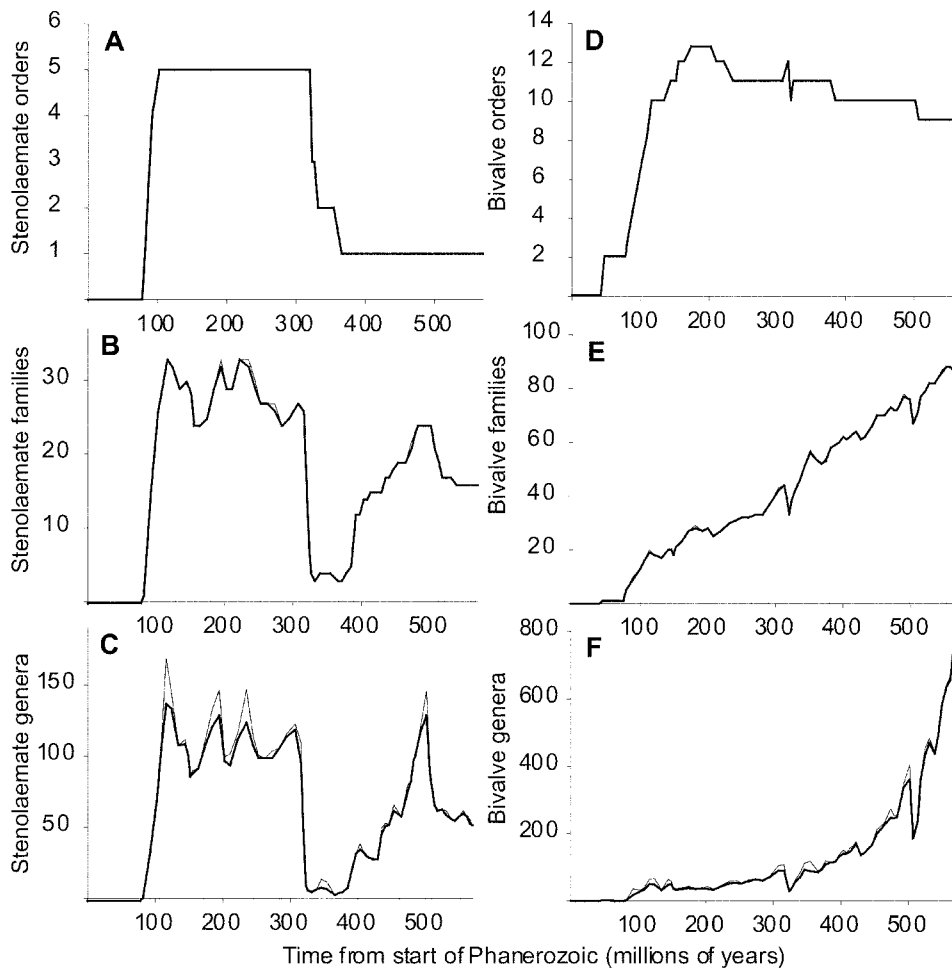 A
Stenolaemate orders
6
5
4
3
2
1
100 200 300 400 500
D
Bivalve orders
14
12
10
8
6
4
2
100 200 300 400 500
B
Stenolaemate families
30
20
10
100 200 300 400 500
E
Bivalve families
100
80
60
40
20
100 200 300 400 500
C
Stenolaemate genera
150
100
50
100 200 300 400 500
F
Bivalve genera
800
600
400
200
100 200 300 400 500
Time from start of Phanerozoic (millions of years)